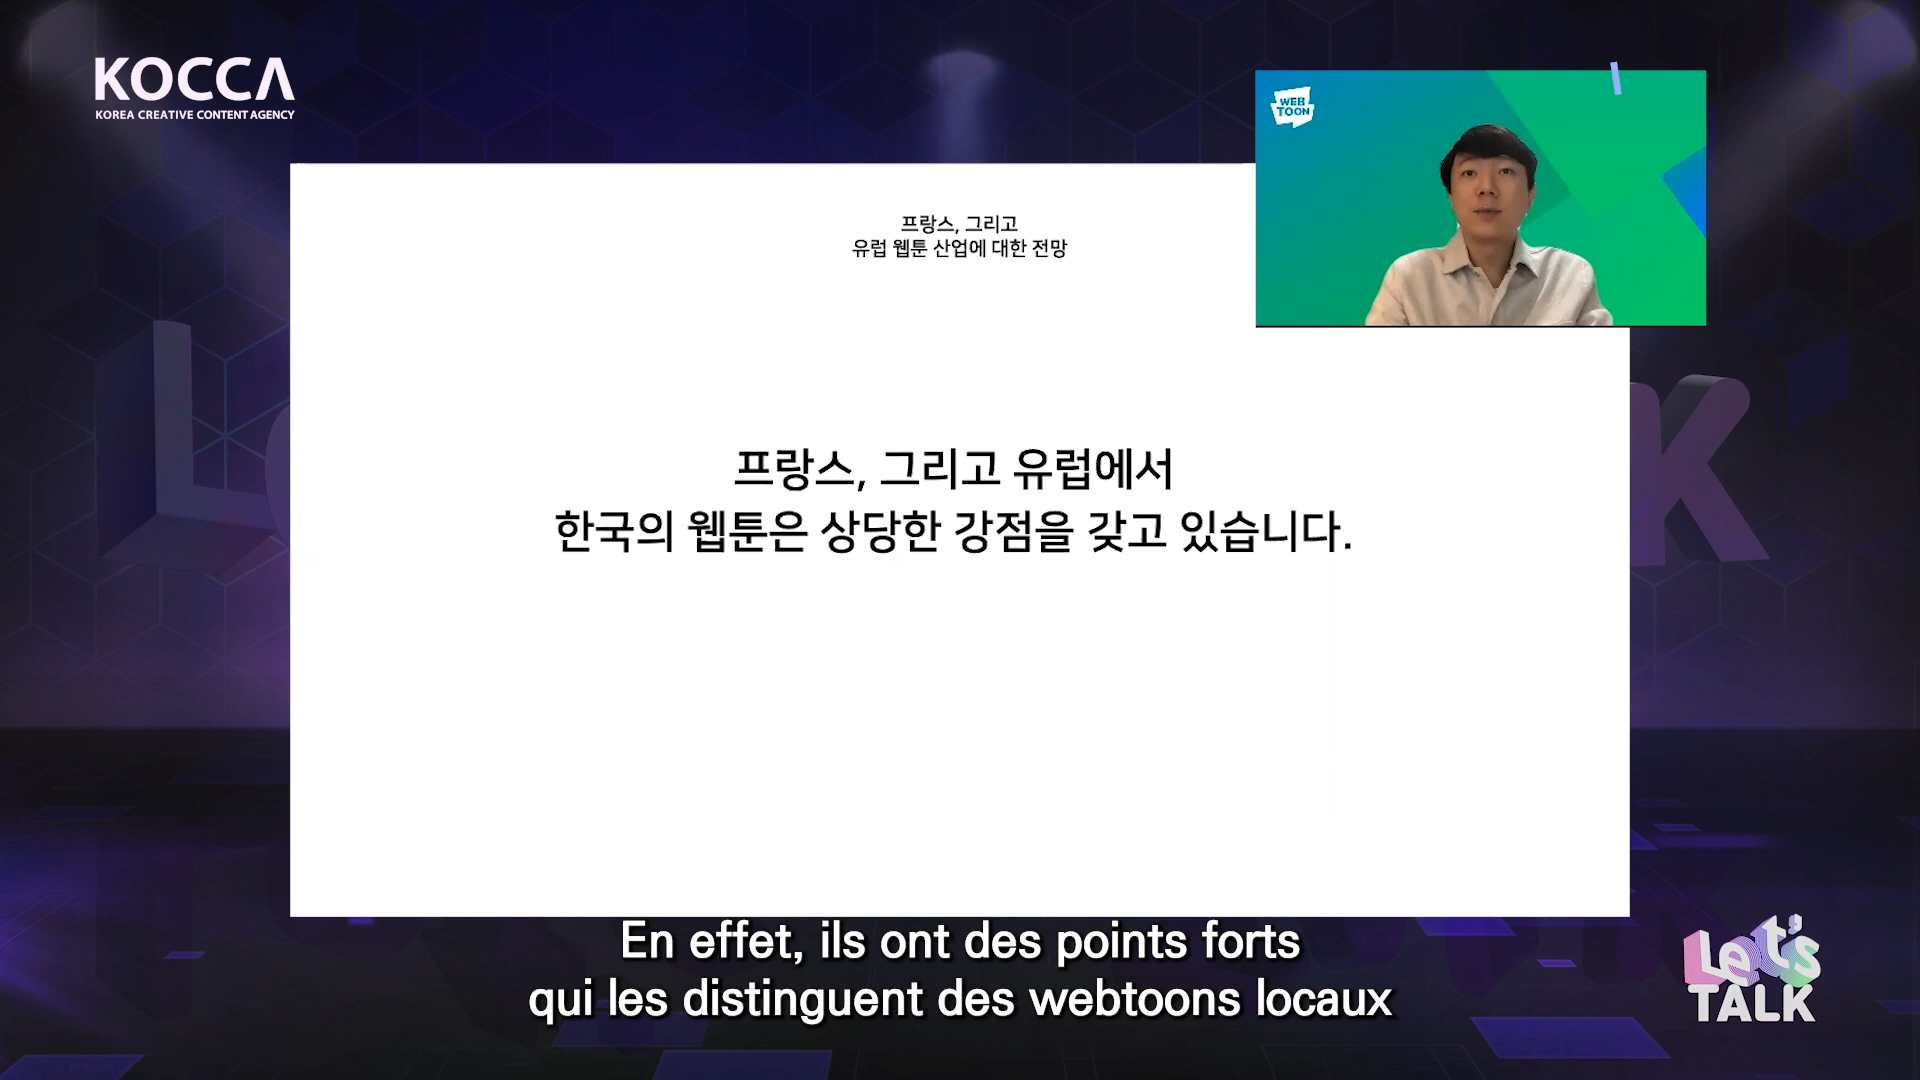 KOCCA
KOREA CREATIVE CONTENT AGENCY
WEB
TOON
프랑스, 그리고
유럽 웹툰 산업에 대한 전망
프랑스, 그리고 유럽에서
한국의 웹툰은 상당한 강점을 갖고 있습니다.
En effet, ils ont des points forts
qui les distinguent des webtoons locaux
Let's
TALK